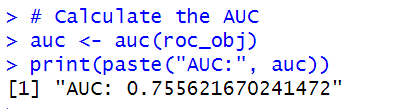 > # Calculate the AUC
> auc <- auc(roc_obj)
> print(paste("AUC:", auc))
[1] "AUC: 0.755621670241472"